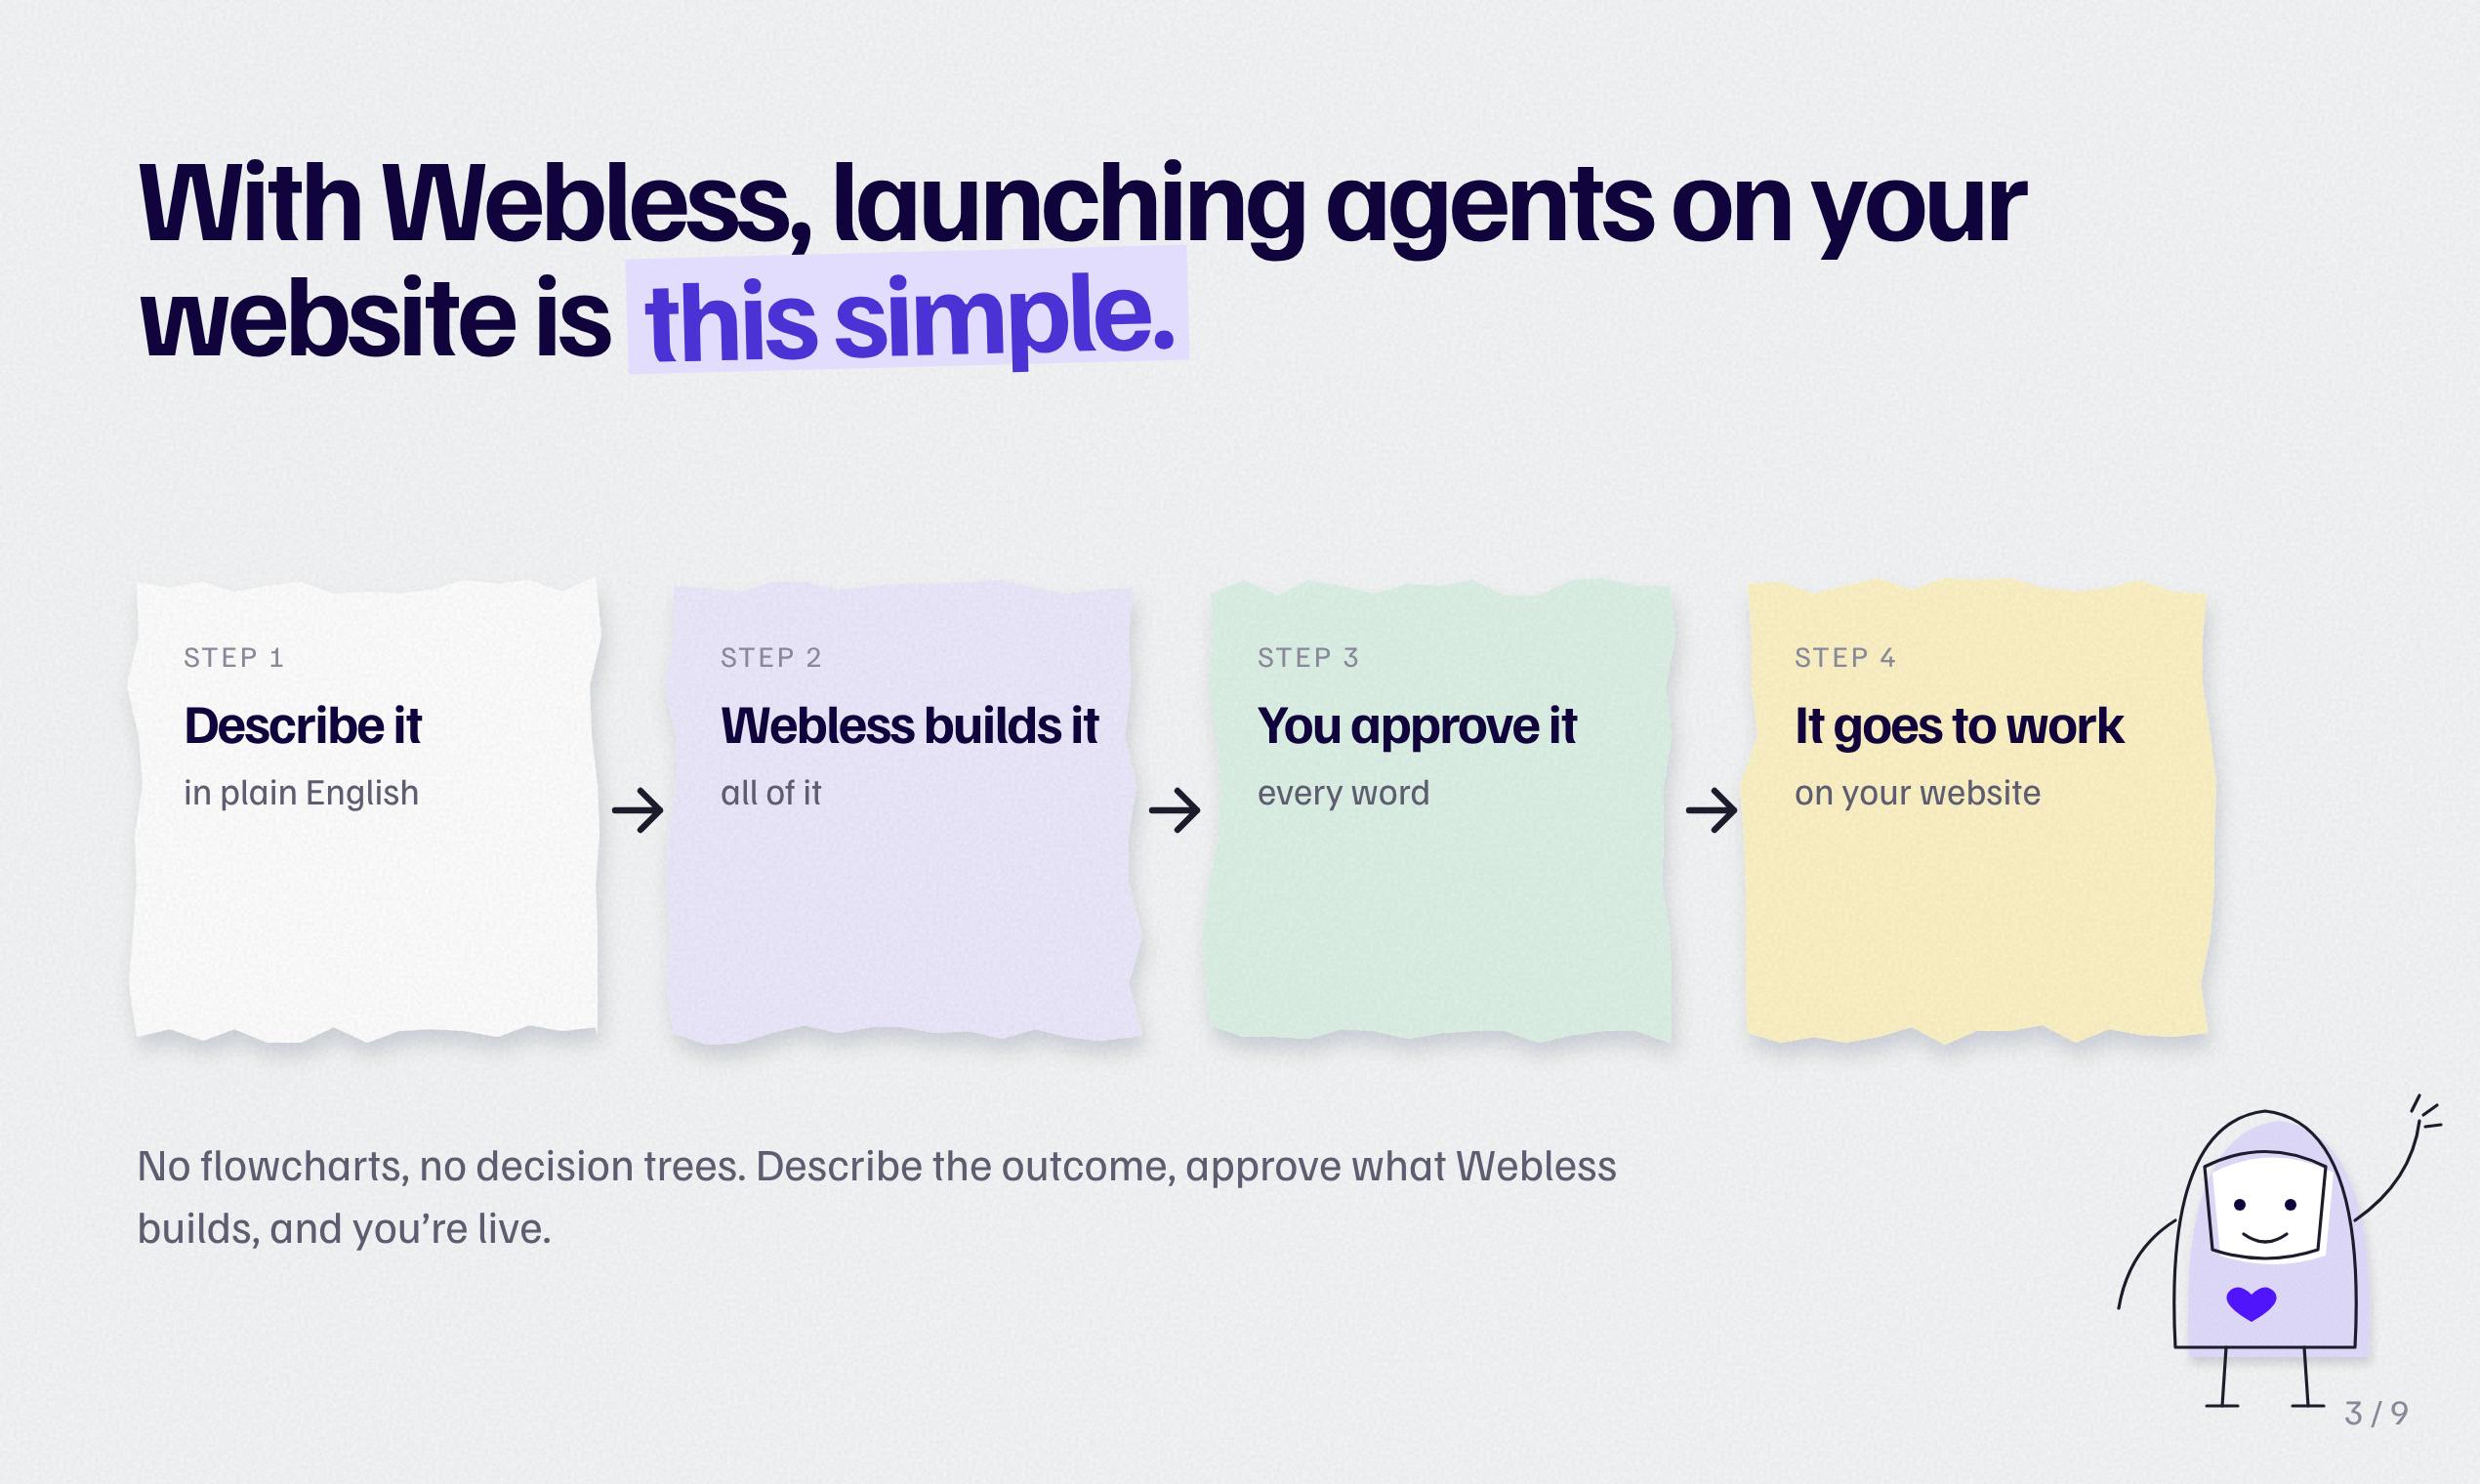 With Webless, launching agents on your
website is this simple.
STEP 1
Describe it
in plain English
STEP 2
Webless builds it
all of it
STEP 3
You approve it
every word
STEP 4
It goes to work
on your website
No flowcharts, no decision trees. Describe the outcome, approve what Webless
builds, and you’re live.
3 / 9